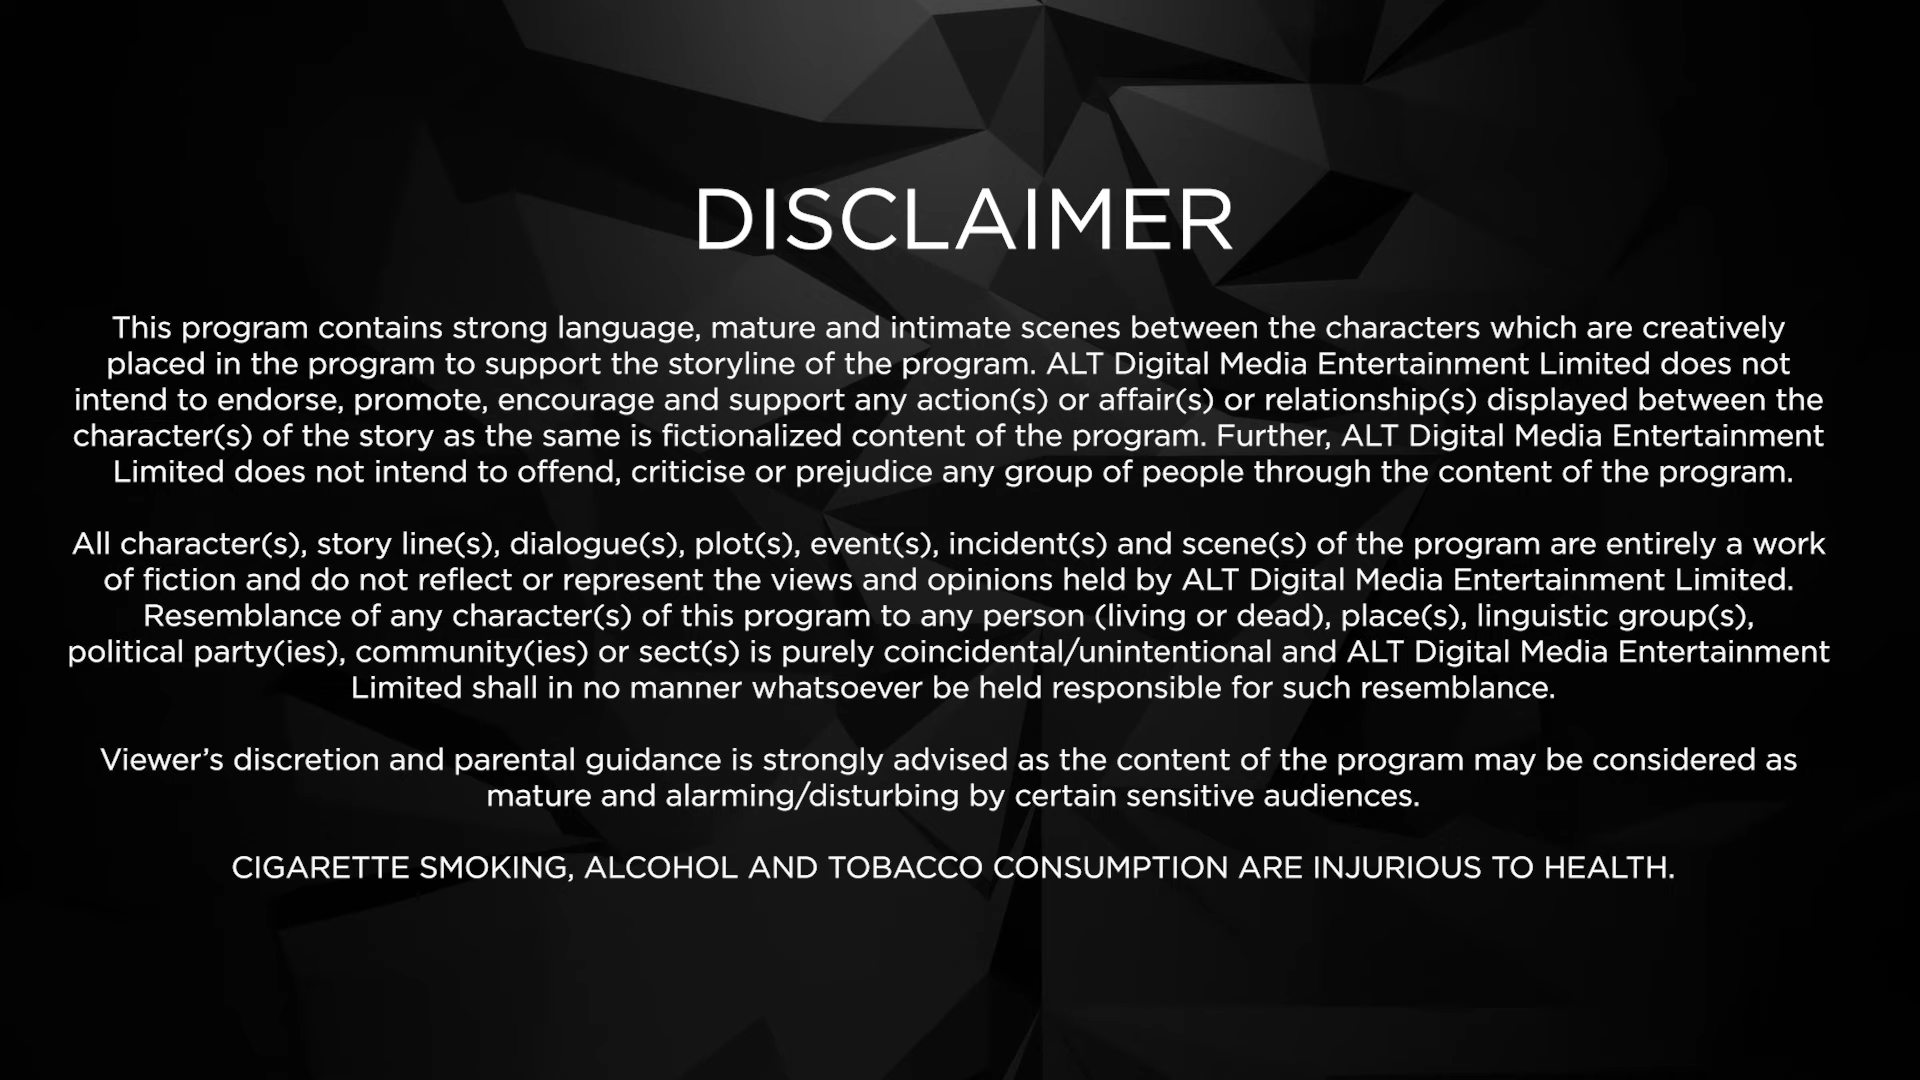 DISCLAIMER
This program contains strong language, mature and intimate scenes between the characters which are creatively
placed in the program to support the storyline of the program. ALT Digital Media Entertainment Limited does not
intend to endorse, promote, encourage and support any action(s) or affair(s) or relationship(s) displayed between the
character(s) of the story as the same is fictionalized content of the program. Further, ALT Digital Media Entertainment
Limited does not intend to offend, criticise or prejudice any group of people through the content of the program.
All character(s), story line(s), dialogue(s), plot(s), event(s), incident(s) and scene(s) of the program are entirely a work
of fiction and do not reflect or represent the views and opinions held by ALT Digital Media Entertainment Limited.
Resemblance of any character(s) of this program to any person (living or dead), place(s), linguistic group(s),
political party(ies), community(ies) or sect(s) is purely coincidental/unintentional and ALT Digital Media Entertainment
Limited shall in no manner whatsoever be held responsible for such resemblance.
Viewer’s discretion and parental guidance is strongly advised as the content of the program may be considered as
mature and alarming/disturbing by certain sensitive audiences.
CIGARETTE SMOKING, ALCOHOL AND TOBACCO CONSUMPTION ARE INJURIOUS TO HEALTH.